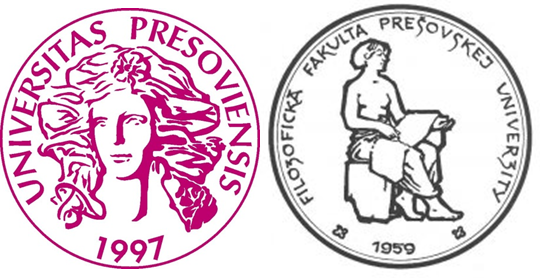 UNIVERSITAS PRESOVIENSIS
1997
FILOZOFICKÁ FAKULTA PREŠOVSKEJ UNIVERZITY
1959